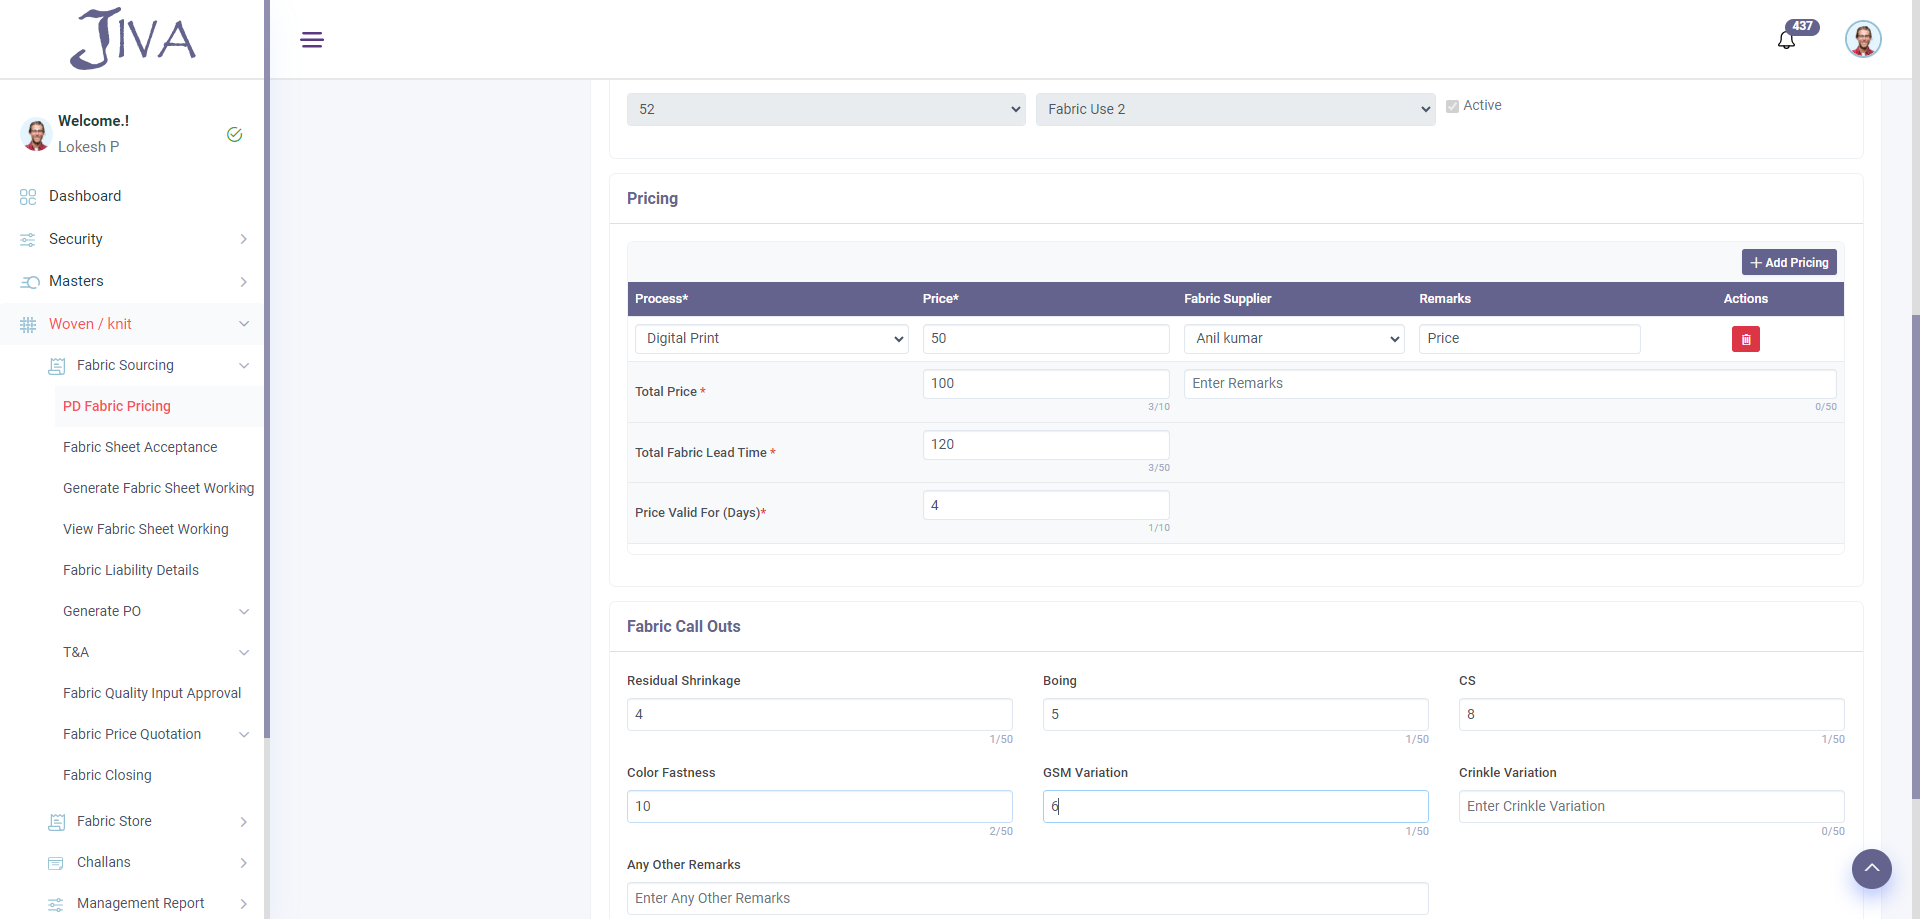 JIVA
437
Welcome.!
Lokesh P
Dashboard
Security
Masters
Woven / knit
Fabric Sourcing
PD Fabric Pricing
Fabric Sheet Acceptance
Generate Fabric Sheet Working
View Fabric Sheet Working
Fabric Liability Details
Generate PO
T&A
Fabric Quality Input Approval
Fabric Price Quotation
Fabric Closing
Fabric Store
Challans
Management Report
52
Fabric Use 2
Active
Pricing
Add Pricing
Process* Price* Fabric Supplier Remarks Actions
Digital Print 50 Anil kumar Price
Total Price * 100 Enter Remarks
3/10 0/50
Total Fabric Lead Time * 120
3/50
Price Valid For (Days)* 4
1/10
Fabric Call Outs
Residual Shrinkage Boing CS
4 5 8
1/50 1/50 1/50
Color Fastness GSM Variation Crinkle Variation
10 6 Enter Crinkle Variation
2/50 1/50 0/50
Any Other Remarks
Enter Any Other Remarks